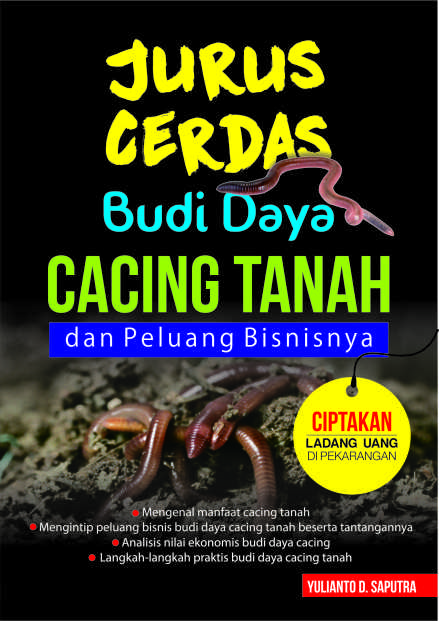 JURUS
CERDAS
Budi Daya
CACING TANAH
dan Peluang Bisnisnya
CIPTAKAN
LADANG UANG
DI PEKARANGAN
• Mengenal manfaat cacing tanah
• Mengintip peluang bisnis budi daya cacing tanah beserta tantangannya
• Analisis nilai ekonomis budi daya cacing
• Langkah-langkah praktis budi daya cacing tanah
YULIANTO D. SAPUTRA